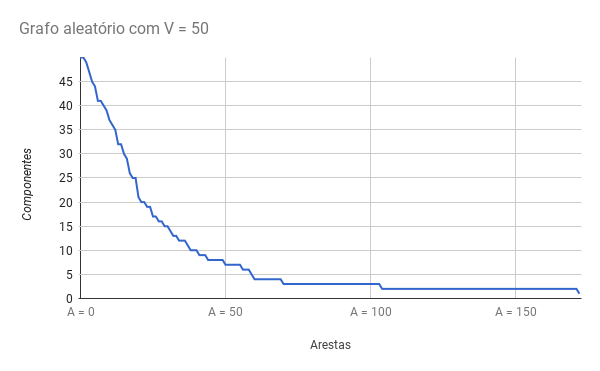 Grafo aleatório com V = 50
Componentes
45
40
35
30
25
20
15
10
5
0
A = 0
A = 50
A = 100
A = 150
Arestas